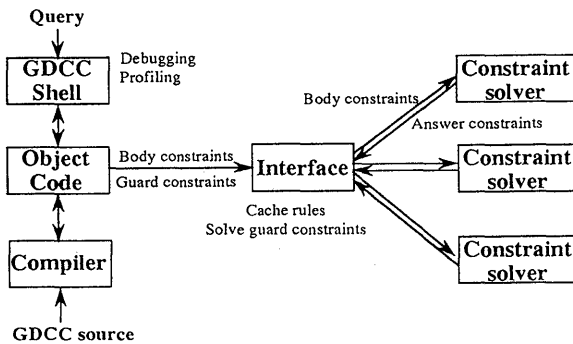 Query
GDCC
Shell
Debugging
Profiling
Object
Code
Body constraints
Guard constraints
Compiler
GDCC source
Interface
Cache rules
Solve guard constraints
Body constraints
Answer constraints
Constraint
solver
Constraint
solver
Constraint
solver